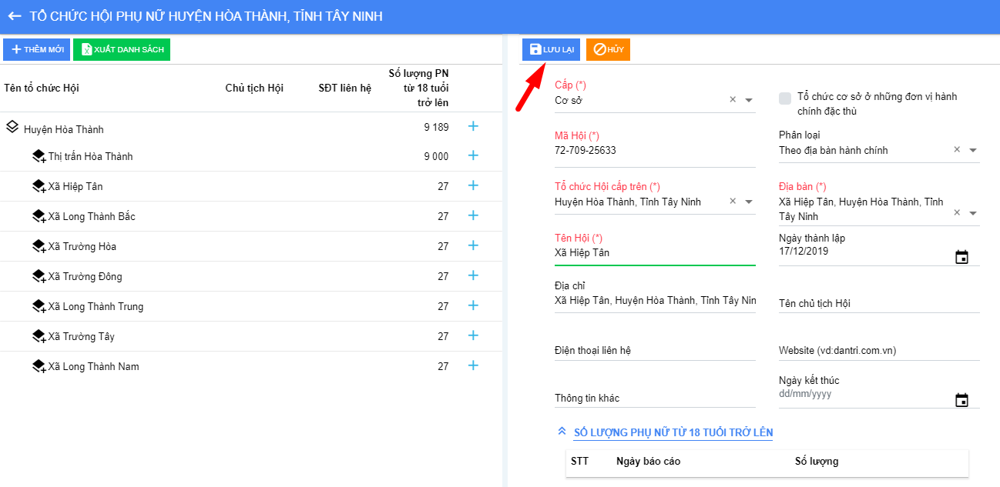 TỔ CHỨC HỘI PHỤ NỮ HUYỆN HÒA THÀNH, TỈNH TÂY NINH
THÊM MỚI
XUẤT DANH SÁCH
Tên tổ chức Hội
Chủ tịch Hội
SĐT liên hệ
Số lượng PN
từ 18 tuổi
trở lên
Huyện Hòa Thành 9 189
Thị trấn Hòa Thành 9 000
Xã Hiệp Tân 27
Xã Long Thành Bắc 27
Xã Trường Hòa 27
Xã Trường Đông 27
Xã Long Thành Trung 27
Xã Trường Tây 27
Xã Long Thành Nam 27
LƯU LẠI
HỦY
Cấp (*)
Cơ sở
Tổ chức cơ sở ở những đơn vị hành
chính đặc thù
Mã Hội (*)
72-709-25633
Phân loại
Theo địa bàn hành chính
Tổ chức Hội cấp trên (*)
Huyện Hòa Thành, Tỉnh Tây Ninh
Địa bàn (*)
Xã Hiệp Tân, Huyện Hòa Thành, Tỉnh
Tây Ninh
Tên Hội (*)
Xã Hiệp Tân
Ngày thành lập
17/12/2019
Địa chỉ
Xã Hiệp Tân, Huyện Hòa Thành, Tỉnh Tây Nin
Tên chủ tịch Hội
Điện thoại liên hệ
Website (vd:dantri.com.vn)
Thông tin khác
Ngày kết thúc
dd/mm/yyyy
SỐ LƯỢNG PHỤ NỮ TỪ 18 TUỔI TRỞ LÊN
STT
Ngày báo cáo
Số lượng